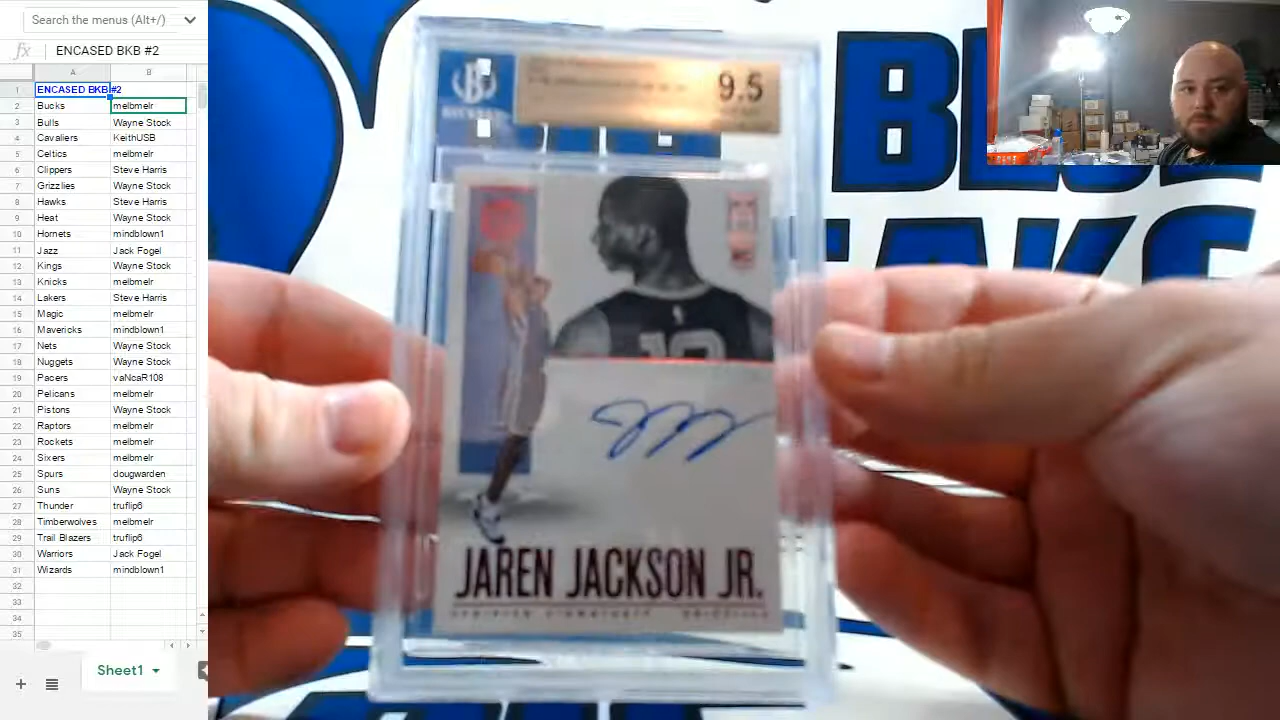 Search the menus (Alt+/)
fx ENCASED BKB #2
A B
1 ENCASED BKB #2
2 Bucks melbmelr
3 Bulls Wayne Stock
4 Cavaliers KeithUSB
5 Celtics melbmelr
6 Clippers Steve Harris
7 Grizzlies Wayne Stock
8 Hawks Steve Harris
9 Heat Wayne Stock
10 Hornets mindblown1
11 Jazz Jack Fogel
12 Kings Wayne Stock
13 Knicks melbmelr
14 Lakers Steve Harris
15 Magic melbmelr
16 Mavericks mindblown1
17 Nets Wayne Stock
18 Nuggets Wayne Stock
19 Pacers vaNcaR108
20 Pelicans melbmelr
21 Pistons Wayne Stock
22 Raptors melbmelr
23 Rockets melbmelr
24 Sixers melbmelr
25 Spurs dougwarden
26 Suns Wayne Stock
27 Thunder truflip6
28 Timberwolves melbmelr
29 Trail Blazers truflip6
30 Warriors Jack Fogel
31 Wizards mindblown1
32
33
34
35
Sheet1
9.5
BECKETT
12
JAREN JACKSON JR.
BLUE